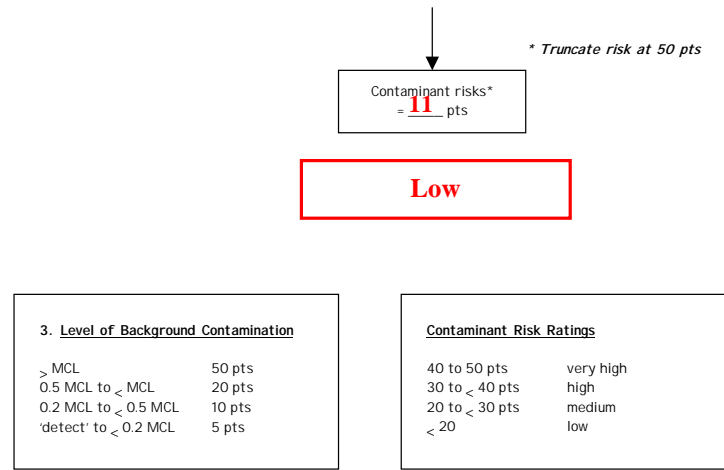 * Truncate risk at 50 pts
Contaminant risks*
= 11 pts
Low
3. Level of Background Contamination
> MCL 50 pts
0.5 MCL to < MCL 20 pts
0.2 MCL to < 0.5 MCL 10 pts
'detect' to < 0.2 MCL 5 pts
Contaminant Risk Ratings
40 to 50 pts very high
30 to < 40 pts high
20 to < 30 pts medium
< 20 low